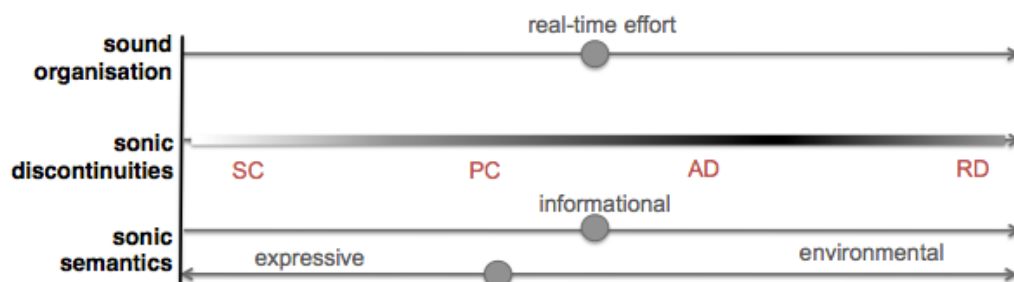 real-time effort
sound
organisation
sonic
discontinuities
SC PC AD RD
informational
sonic
semantics
expressive environmental